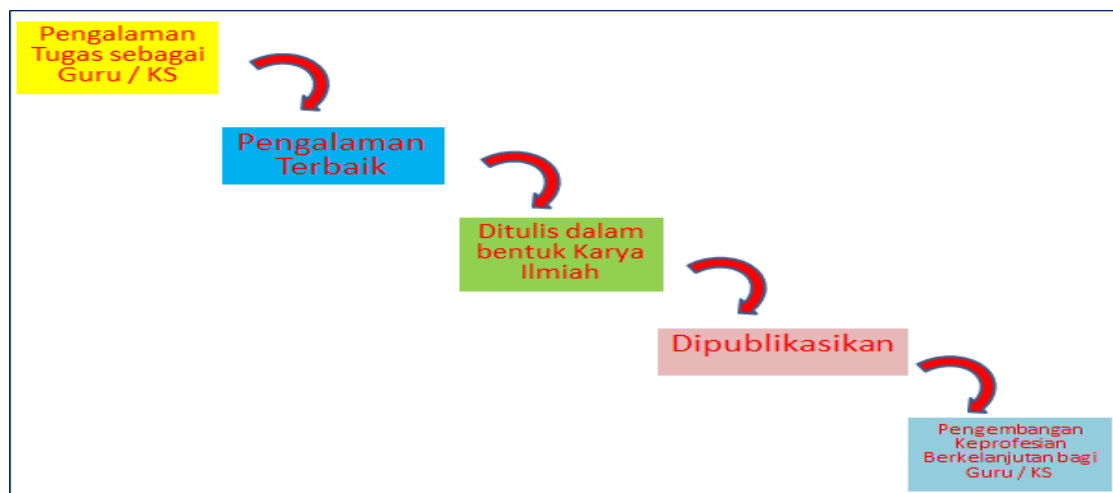 Pengalaman
Tugas sebagai
Guru / KS
Pengalaman
Terbaik
Ditulis dalam
bentuk Karya
Ilmiah
Dipublikasikan
Pengembangan
Keprofesian
Berkelanjutan bagi
Guru / KS